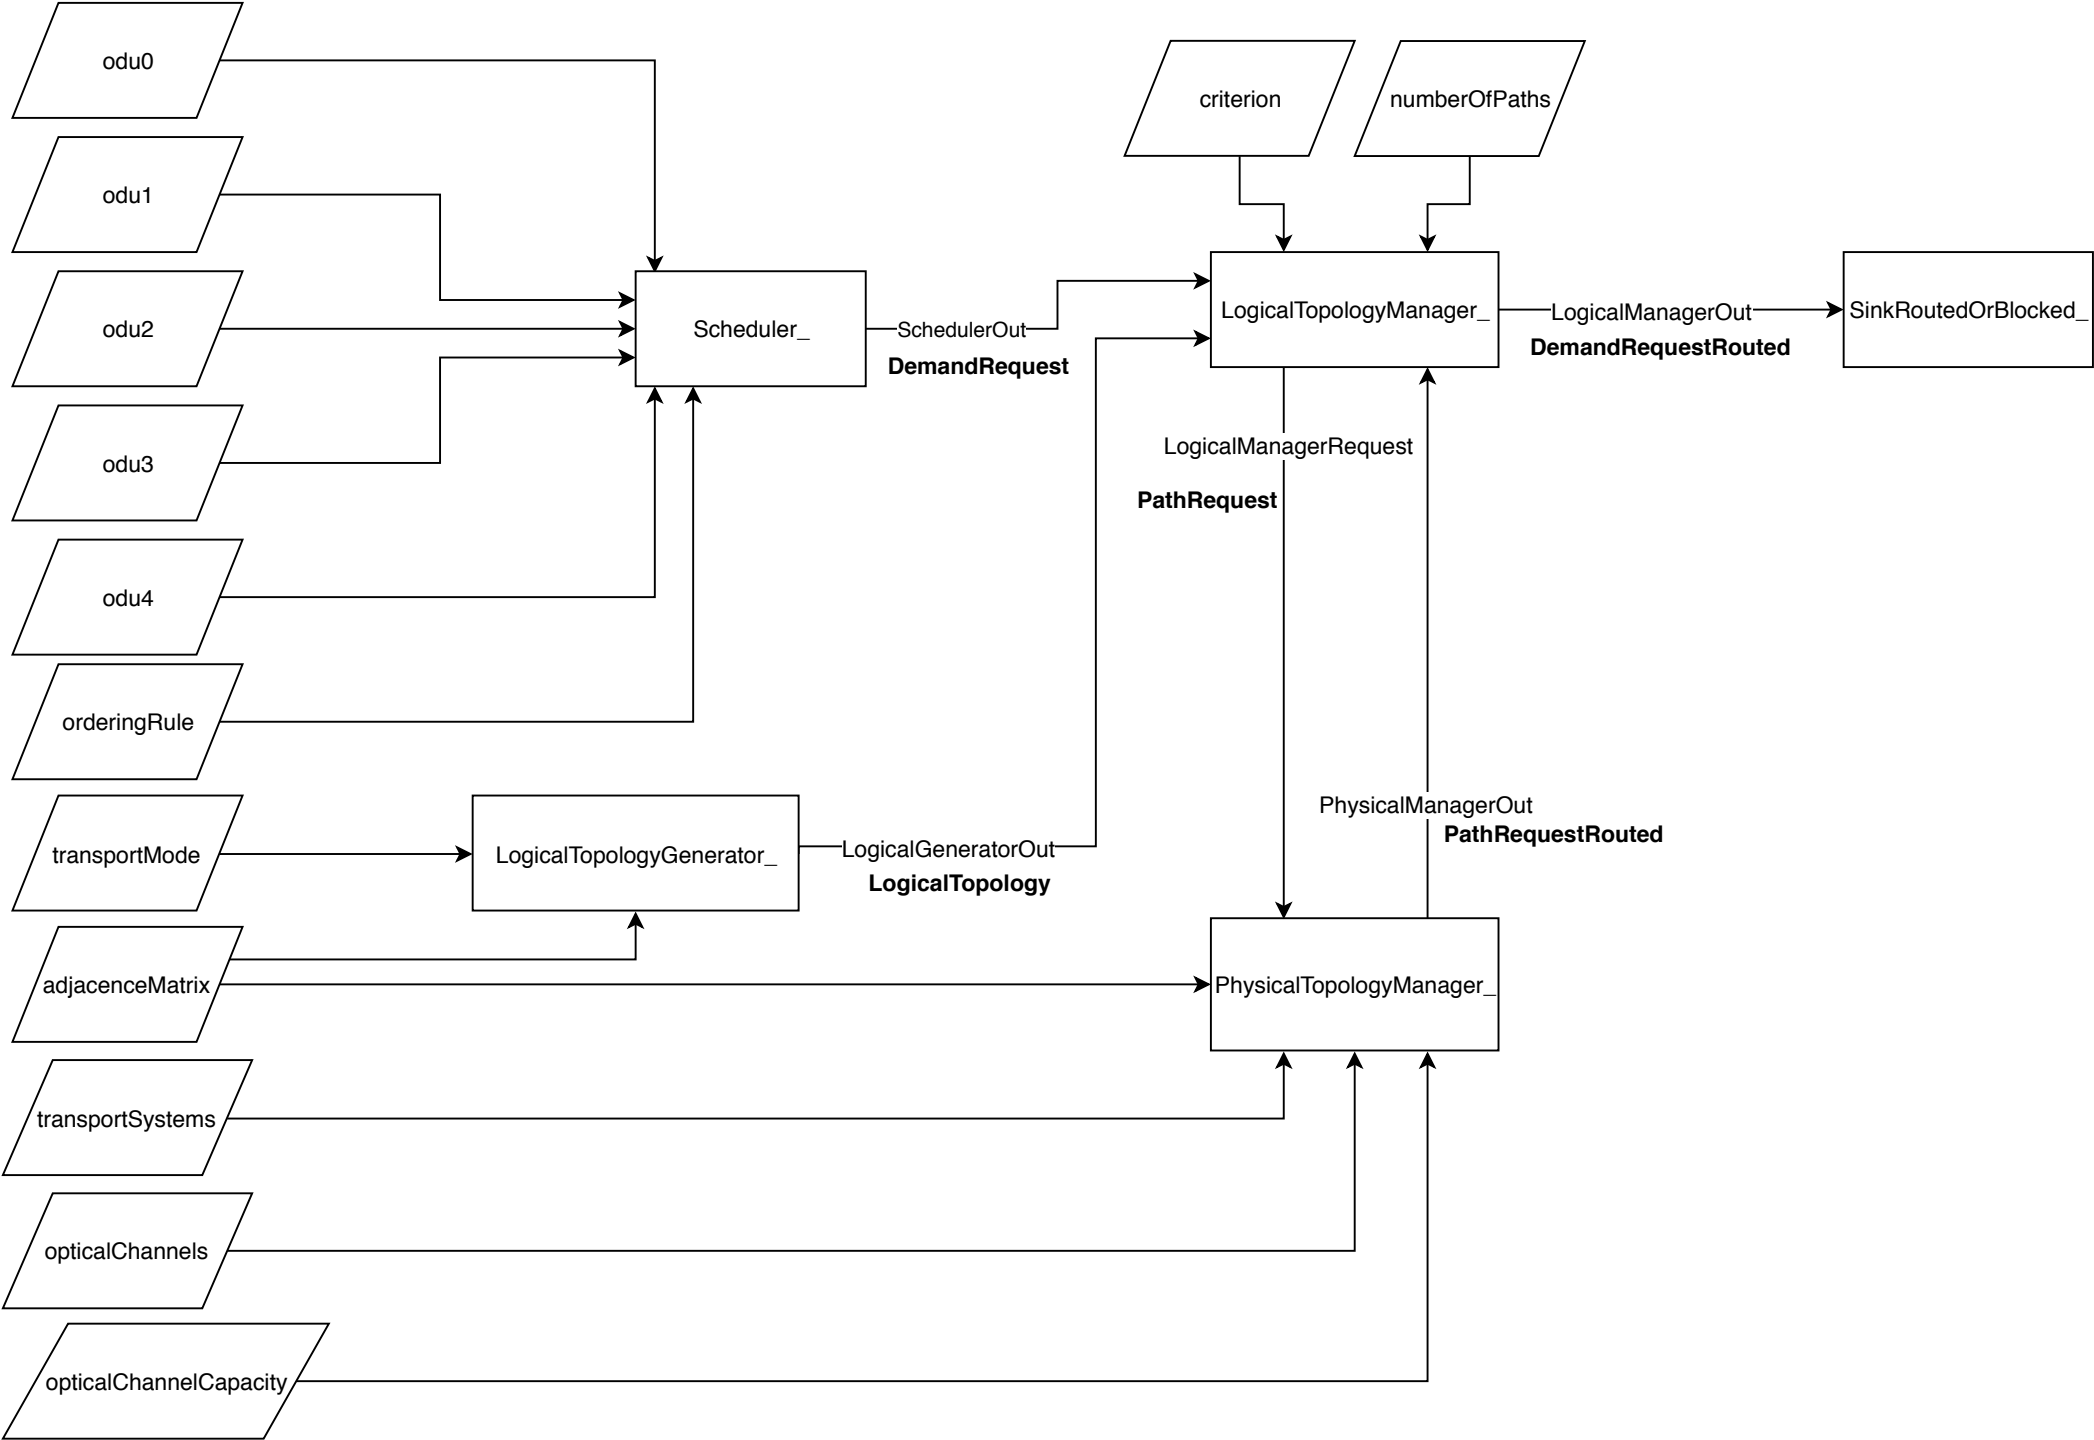 odu0
criterion
numberOfPaths
odu1
odu2
Scheduler_
SchedulerOut
DemandRequest
LogicalTopologyManager_
LogicalManagerOut
DemandRequestRouted
SinkRoutedOrBlocked_
odu3
LogicalManagerRequest
PathRequest
odu4
orderingRule
transportMode
LogicalTopologyGenerator_
LogicalGeneratorOut
LogicalTopology
PhysicalManagerOut
PathRequestRouted
adjacenceMatrix
PhysicalTopologyManager_
transportSystems
opticalChannels
opticalChannelCapacity